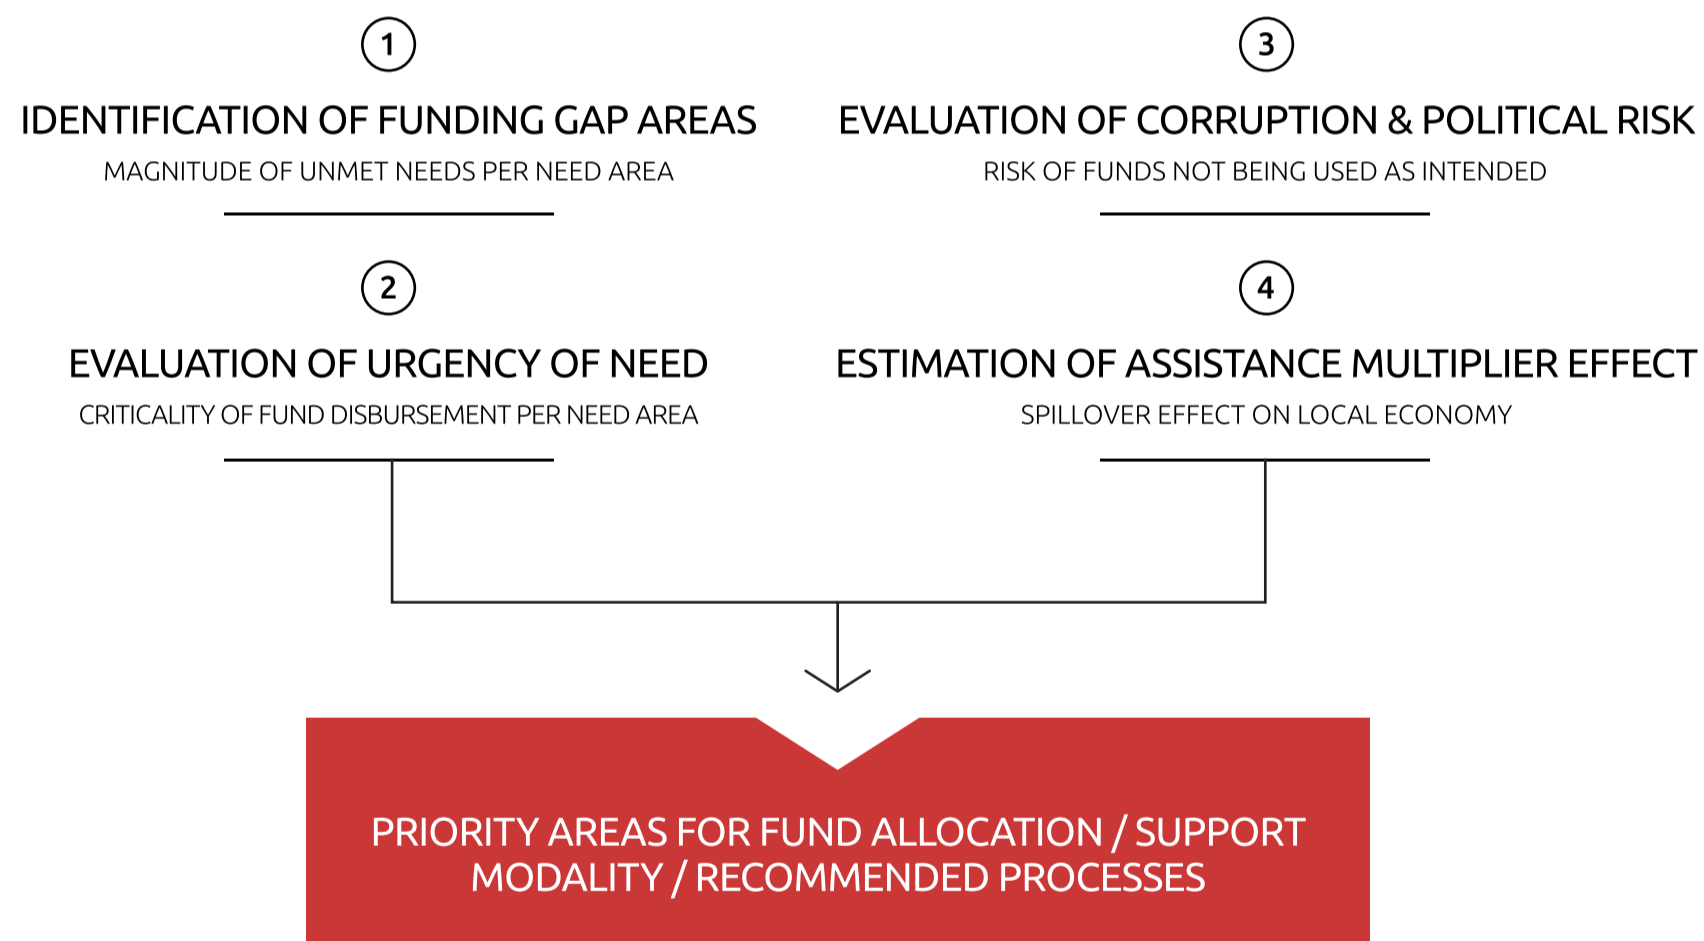 1
IDENTIFICATION OF FUNDING GAP AREAS
MAGNITUDE OF UNMET NEEDS PER NEED AREA
2
EVALUATION OF URGENCY OF NEED
CRITICALITY OF FUND DISBURSEMENT PER NEED AREA
3
EVALUATION OF CORRUPTION & POLITICAL RISK
RISK OF FUNDS NOT BEING USED AS INTENDED
4
ESTIMATION OF ASSISTANCE MULTIPLIER EFFECT
SPILLOVER EFFECT ON LOCAL ECONOMY
PRIORITY AREAS FOR FUND ALLOCATION / SUPPORT
MODALITY / RECOMMENDED PROCESSES